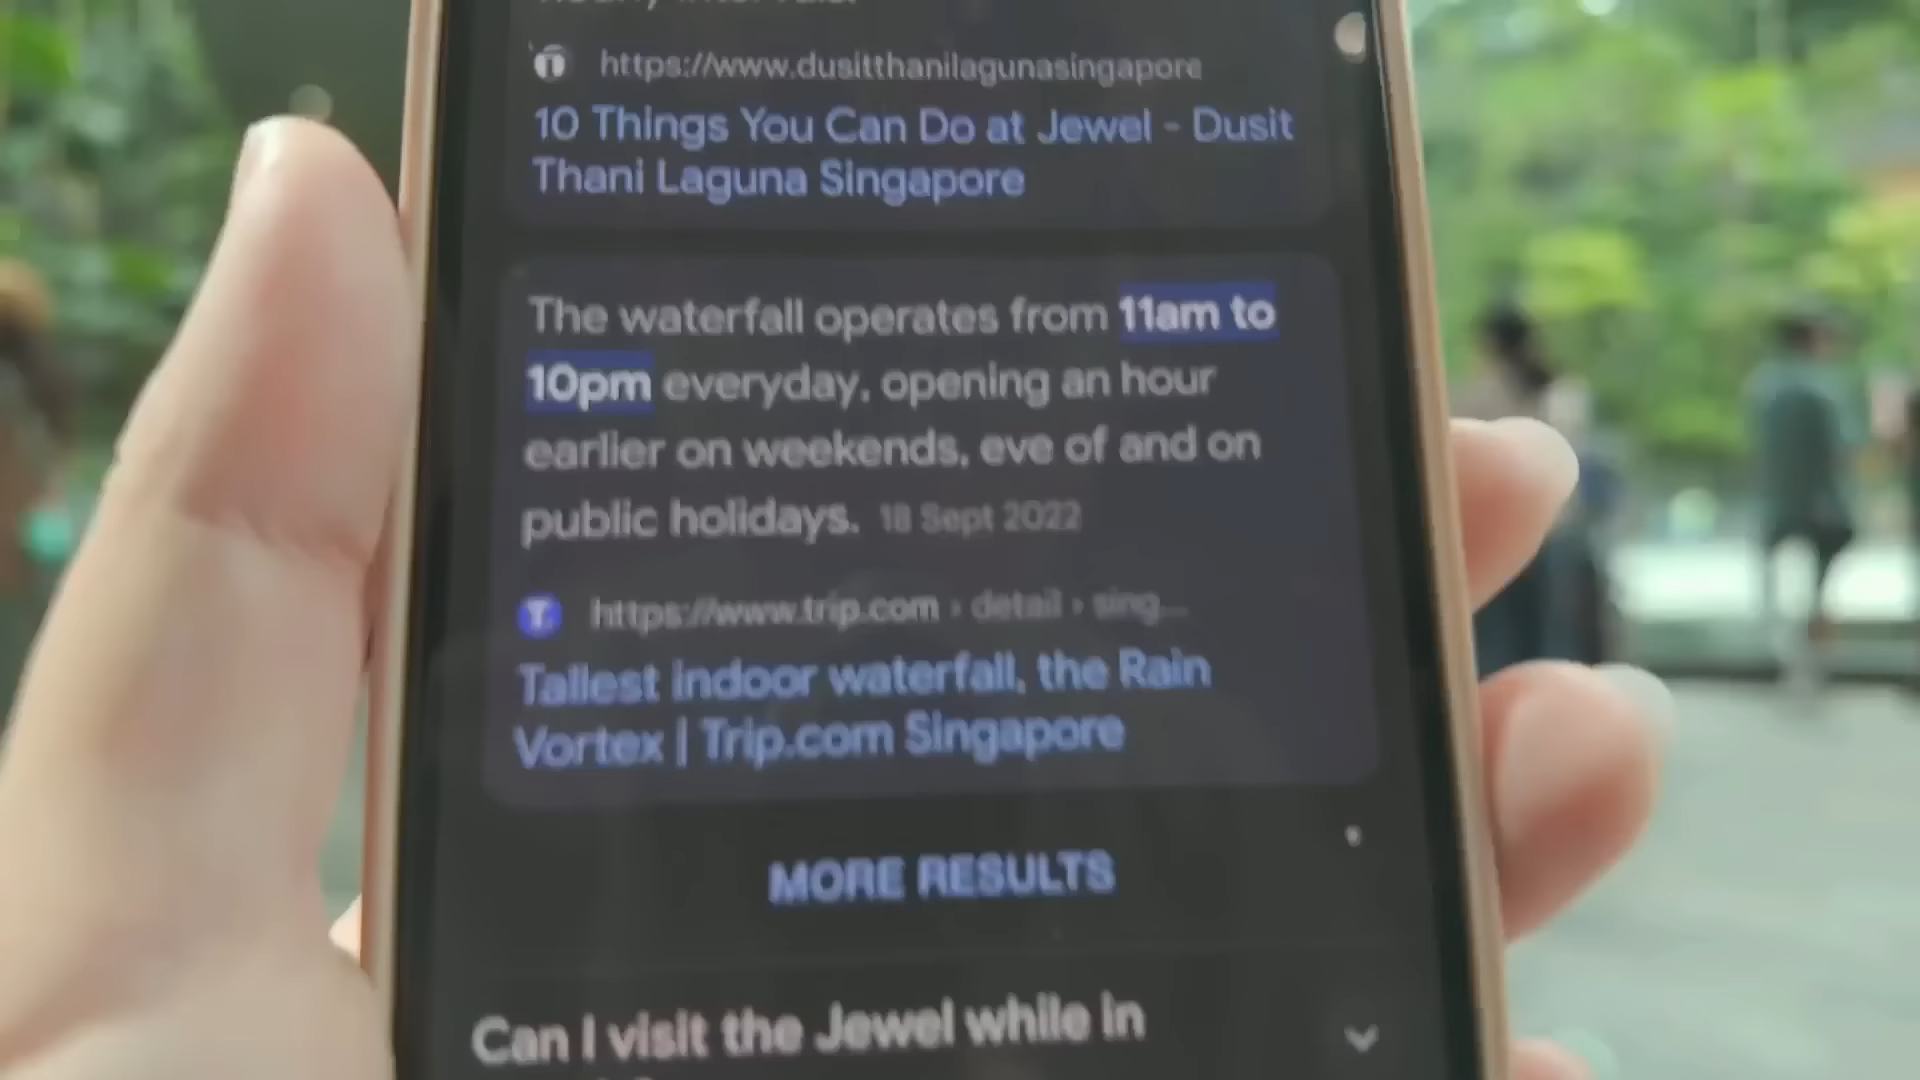 https://www.dusitthanilagunasingapore
10 Things You Can Do at Jewel - Dusit
Thani Laguna Singapore
The waterfall operates from 11am to
10pm everyday, opening an hour
earlier on weekends, eve of and on
public holidays. 18 Sept 2022
T.
https://www.trip.com › detail › sing...
Tallest indoor waterfall, the Rain
Vortex | Trip.com Singapore
MORE RESULTS
Can I visit the Jewel while in